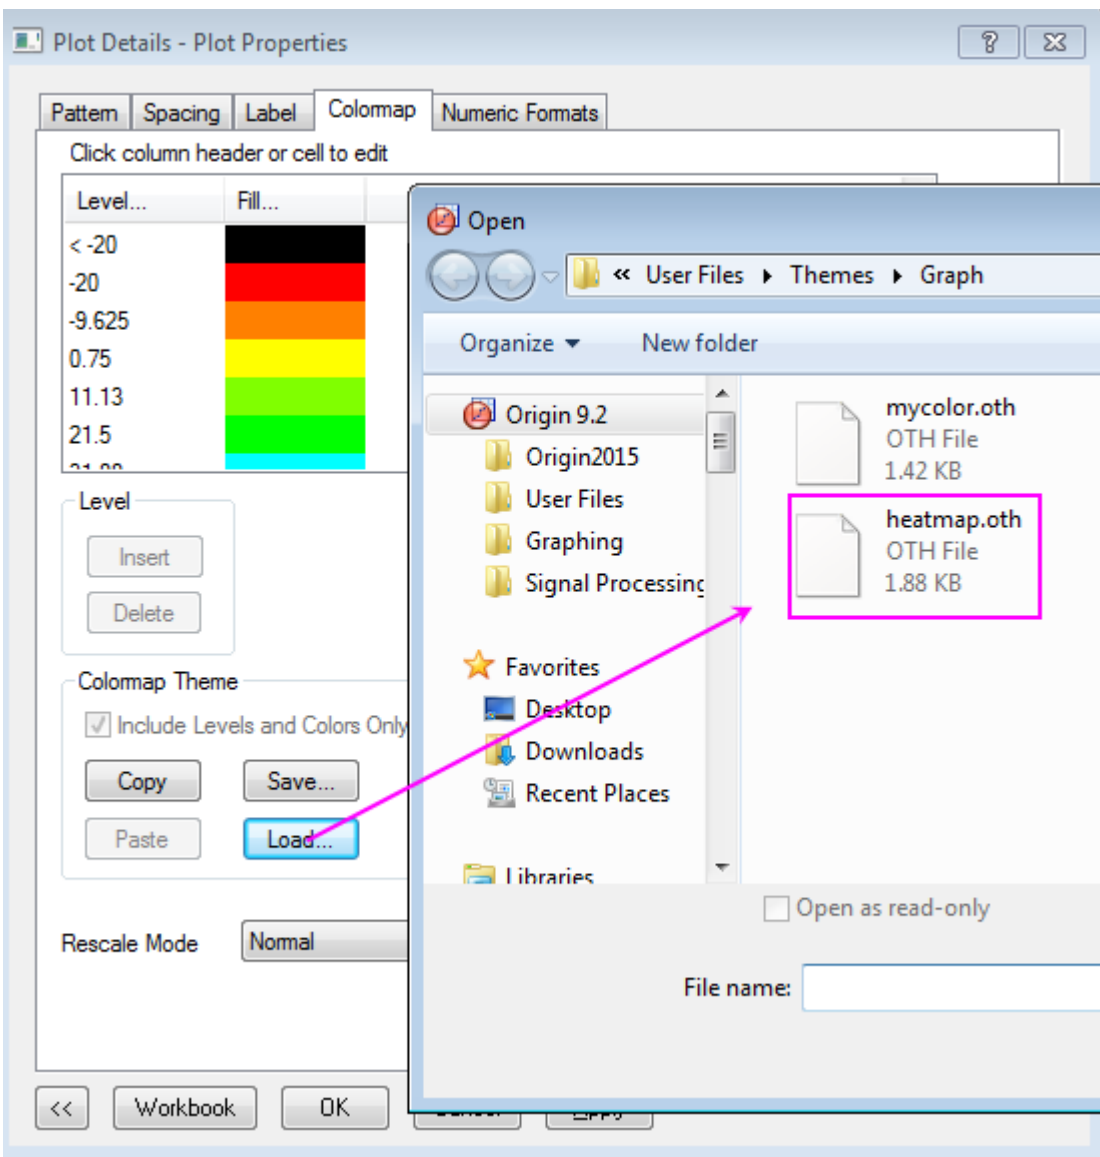 Plot Details - Plot Properties
Pattern Spacing Label Colormap Numeric Formats
Click column header or cell to edit
Level... Fill...
< -20
-20
-9.625
0.75
11.13
21.5
Level
Insert
Delete
Colormap Theme
Include Levels and Colors Only
Copy Save...
Paste Load...
Rescale Mode Normal
<< Workbook OK
Open
« User Files Themes Graph
Organize New folder
Origin 9.2
Origin2015
User Files
Graphing
Signal Processing
Favorites
Desktop
Downloads
Recent Places
Libraries
mycolor.oth
OTH File
1.42 KB
heatmap.oth
OTH File
1.88 KB
Open as read-only
File name: